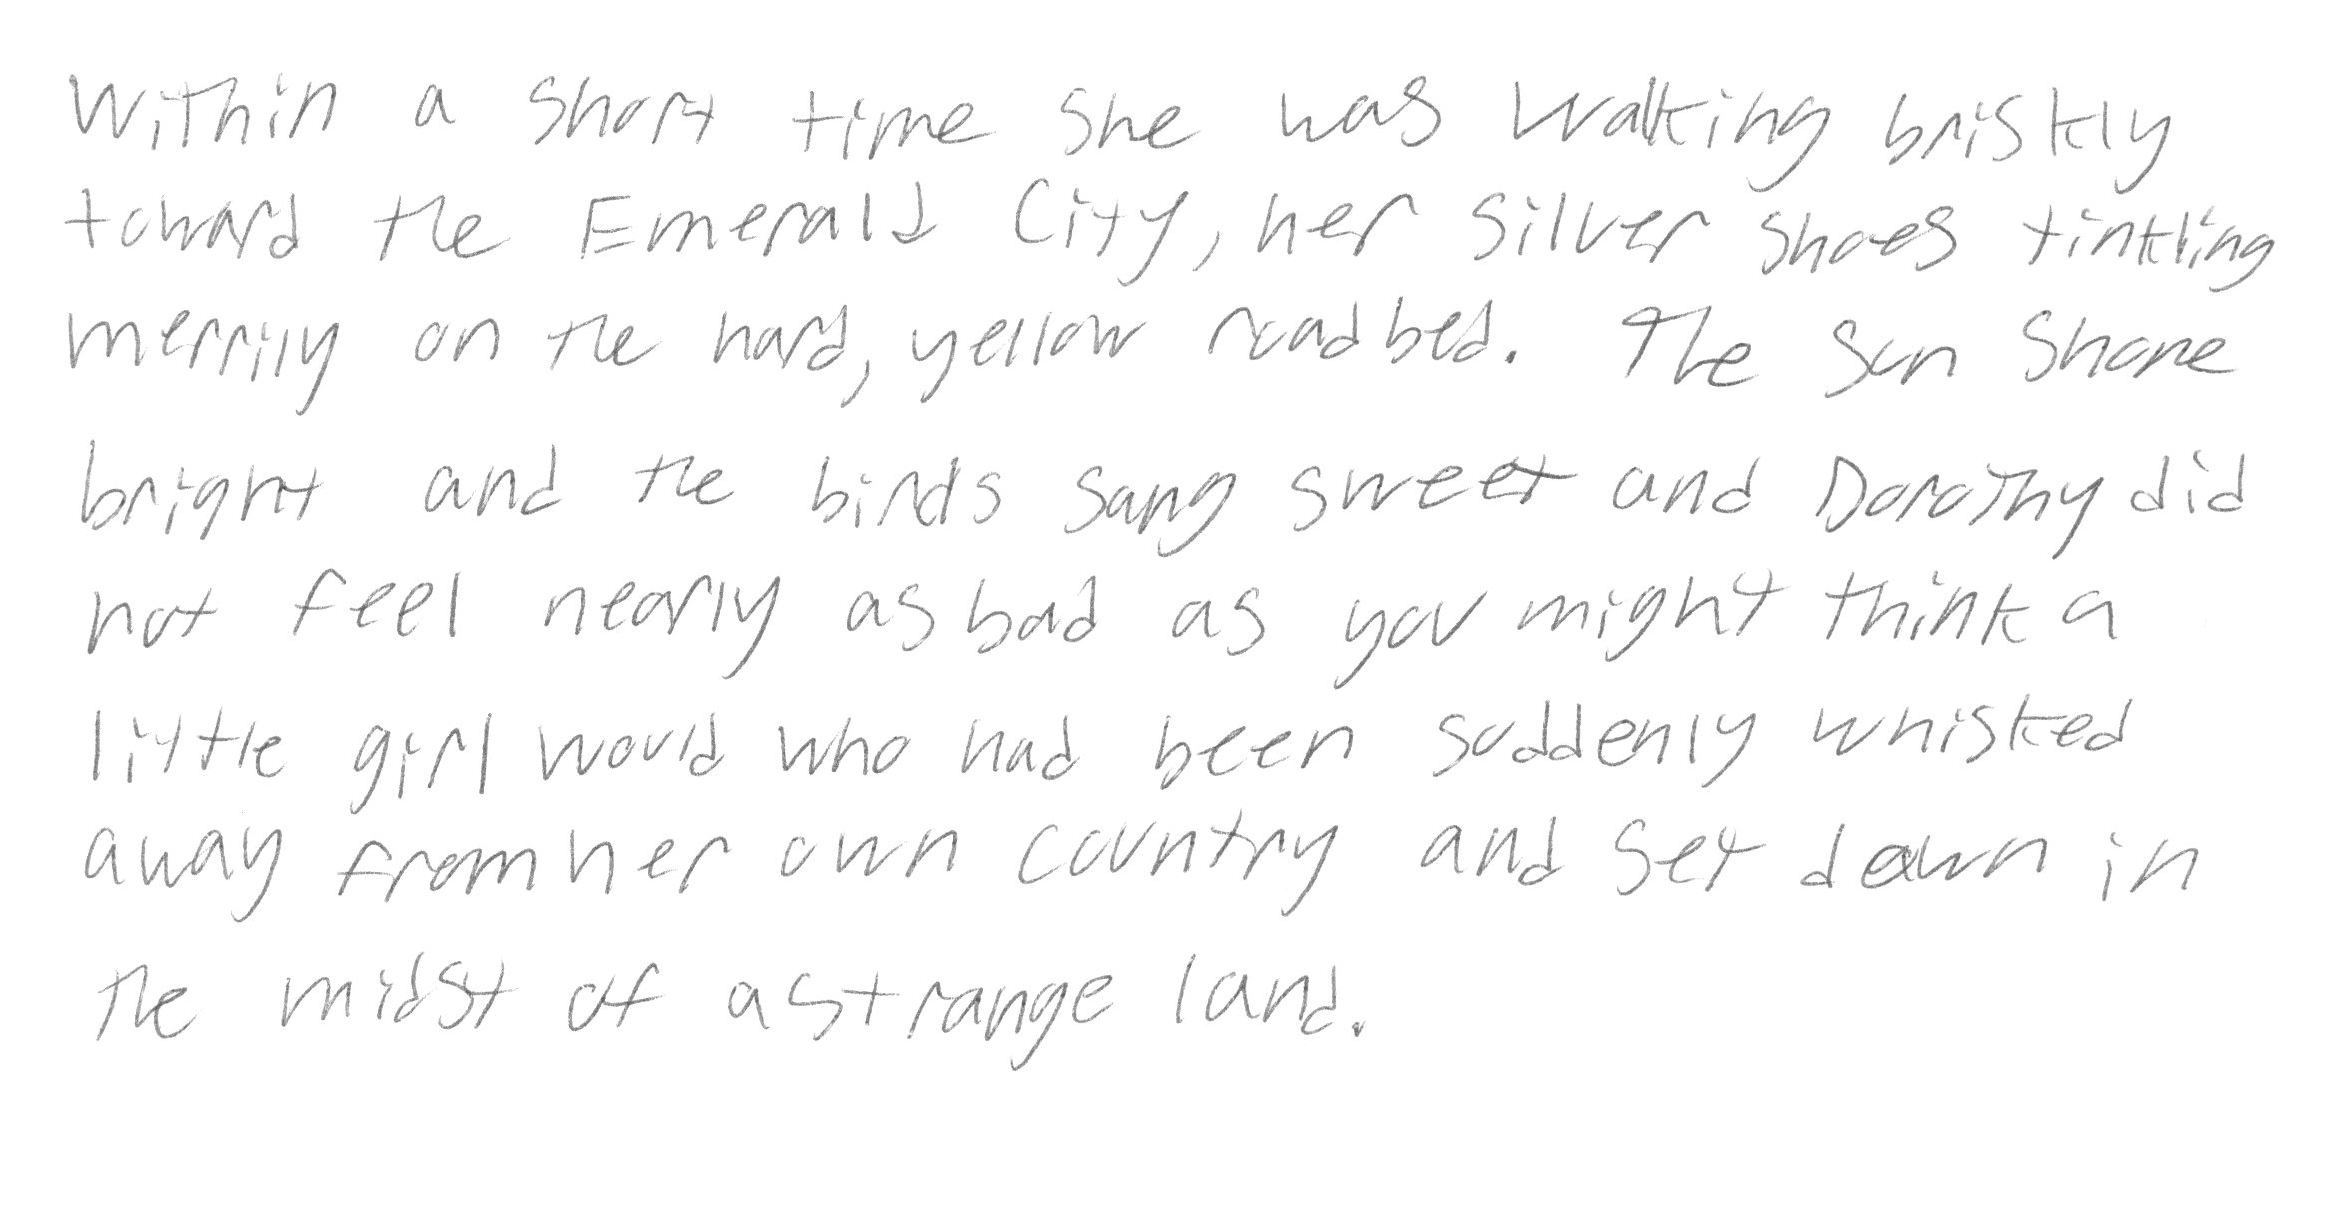 Within a short time she was walking briskly
toward the Emerald City, her silver shoes tinkling
merrily on the hard, yellow roadbed. The sun shone
bright and the birds sang sweet and Dorothy did
not feel nearly as bad as you might think a
little girl would who had been suddenly whisked
away from her own country and set down in
the midst of a strange land.